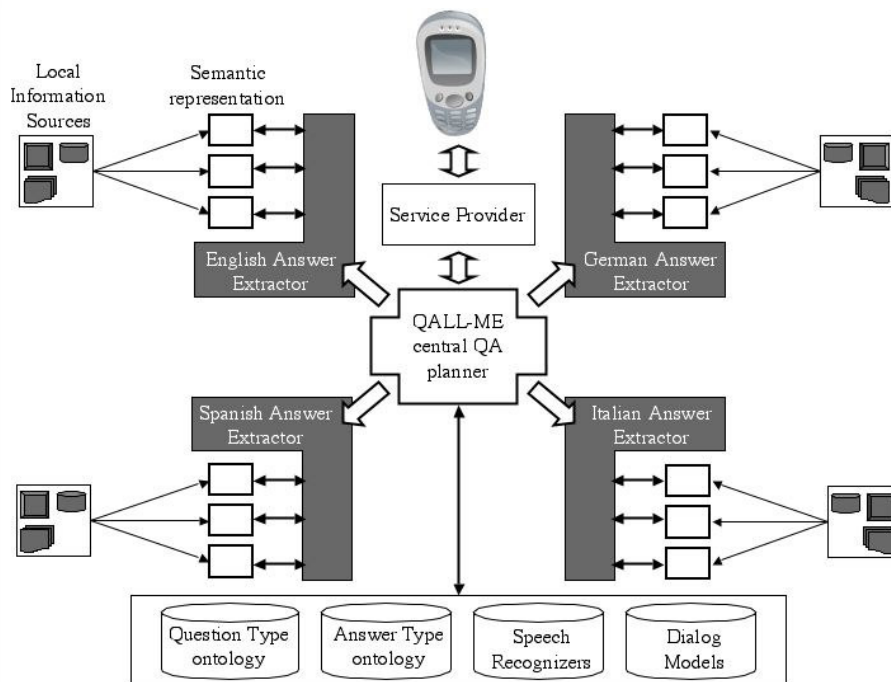 Local
Information
Sources
Semantic
representation
Service Provider
English Answer
Extractor
German Answer
Extractor
QALL-ME
central QA
planner
Spanish Answer
Extractor
Italian Answer
Extractor
Question Type
ontology
Answer Type
ontology
Speech
Recognizers
Dialog
Models